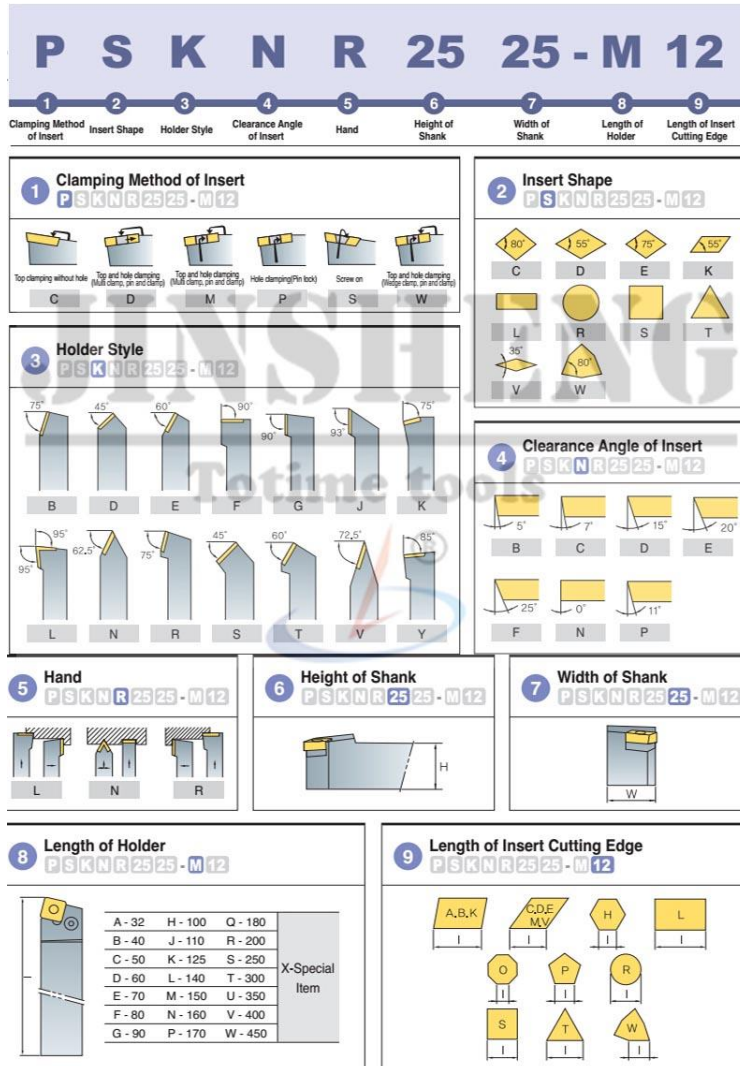 P S K N R 25 25 - M 12
1 2 3 4 5 6 7 8 9
Clamping Method of Insert
Insert Shape
Holder Style
Clearance Angle of Insert
Hand
Height of Shank
Width of Shank
Length of Holder
Length of Insert Cutting Edge
1 Clamping Method of Insert
P S K N R 25 25 - M 12
Top clamping without hole
C
Top and hole clamping
(Multi clamp, pin and clamp)
D
Top and hole clamping
(Multi clamp, pin and clamp)
M
Hole clamping(Pin lock)
P
Screw on
S
Top and hole clamping
(Wedge clamp, pin and clamp)
W
2 Insert Shape
P S K N R 25 25 - M 12
80° 55° 75° 55°
C D E K
L R S T
35° 80°
V W
JINSHENG
Totime tools
®
3 Holder Style
P S K N R 25 25 - M 12
75° 45° 60° 90° 90° 93° 75°
B D E F G J K
95° 95° 62.5° 75° 45° 60° 72.5° 85°
L N R S T V Y
4 Clearance Angle of Insert
P S K N R 25 25 - M 12
5° 7° 15° 20°
B C D E
25° 0° 11°
F N P
5 Hand
P S K N R 25 25 - M 12
L N R
6 Height of Shank
P S K N R 25 25 - M 12
H
7 Width of Shank
P S K N R 25 25 - M 12
W
8 Length of Holder
P S K N R 25 25 - M 12
l
A - 32 H - 100 Q - 180
B - 40 J - 110 R - 200
C - 50 K - 125 S - 250
D - 60 L - 140 T - 300
E - 70 M - 150 U - 350
F - 80 N - 160 V - 400
G - 90 P - 170 W - 450
X-Special
Item
9 Length of Insert Cutting Edge
P S K N R 25 25 - M 12
A.B.K
C,D,E
M.V
H
L
l l l l
O P R
l l l
S T W
l l l